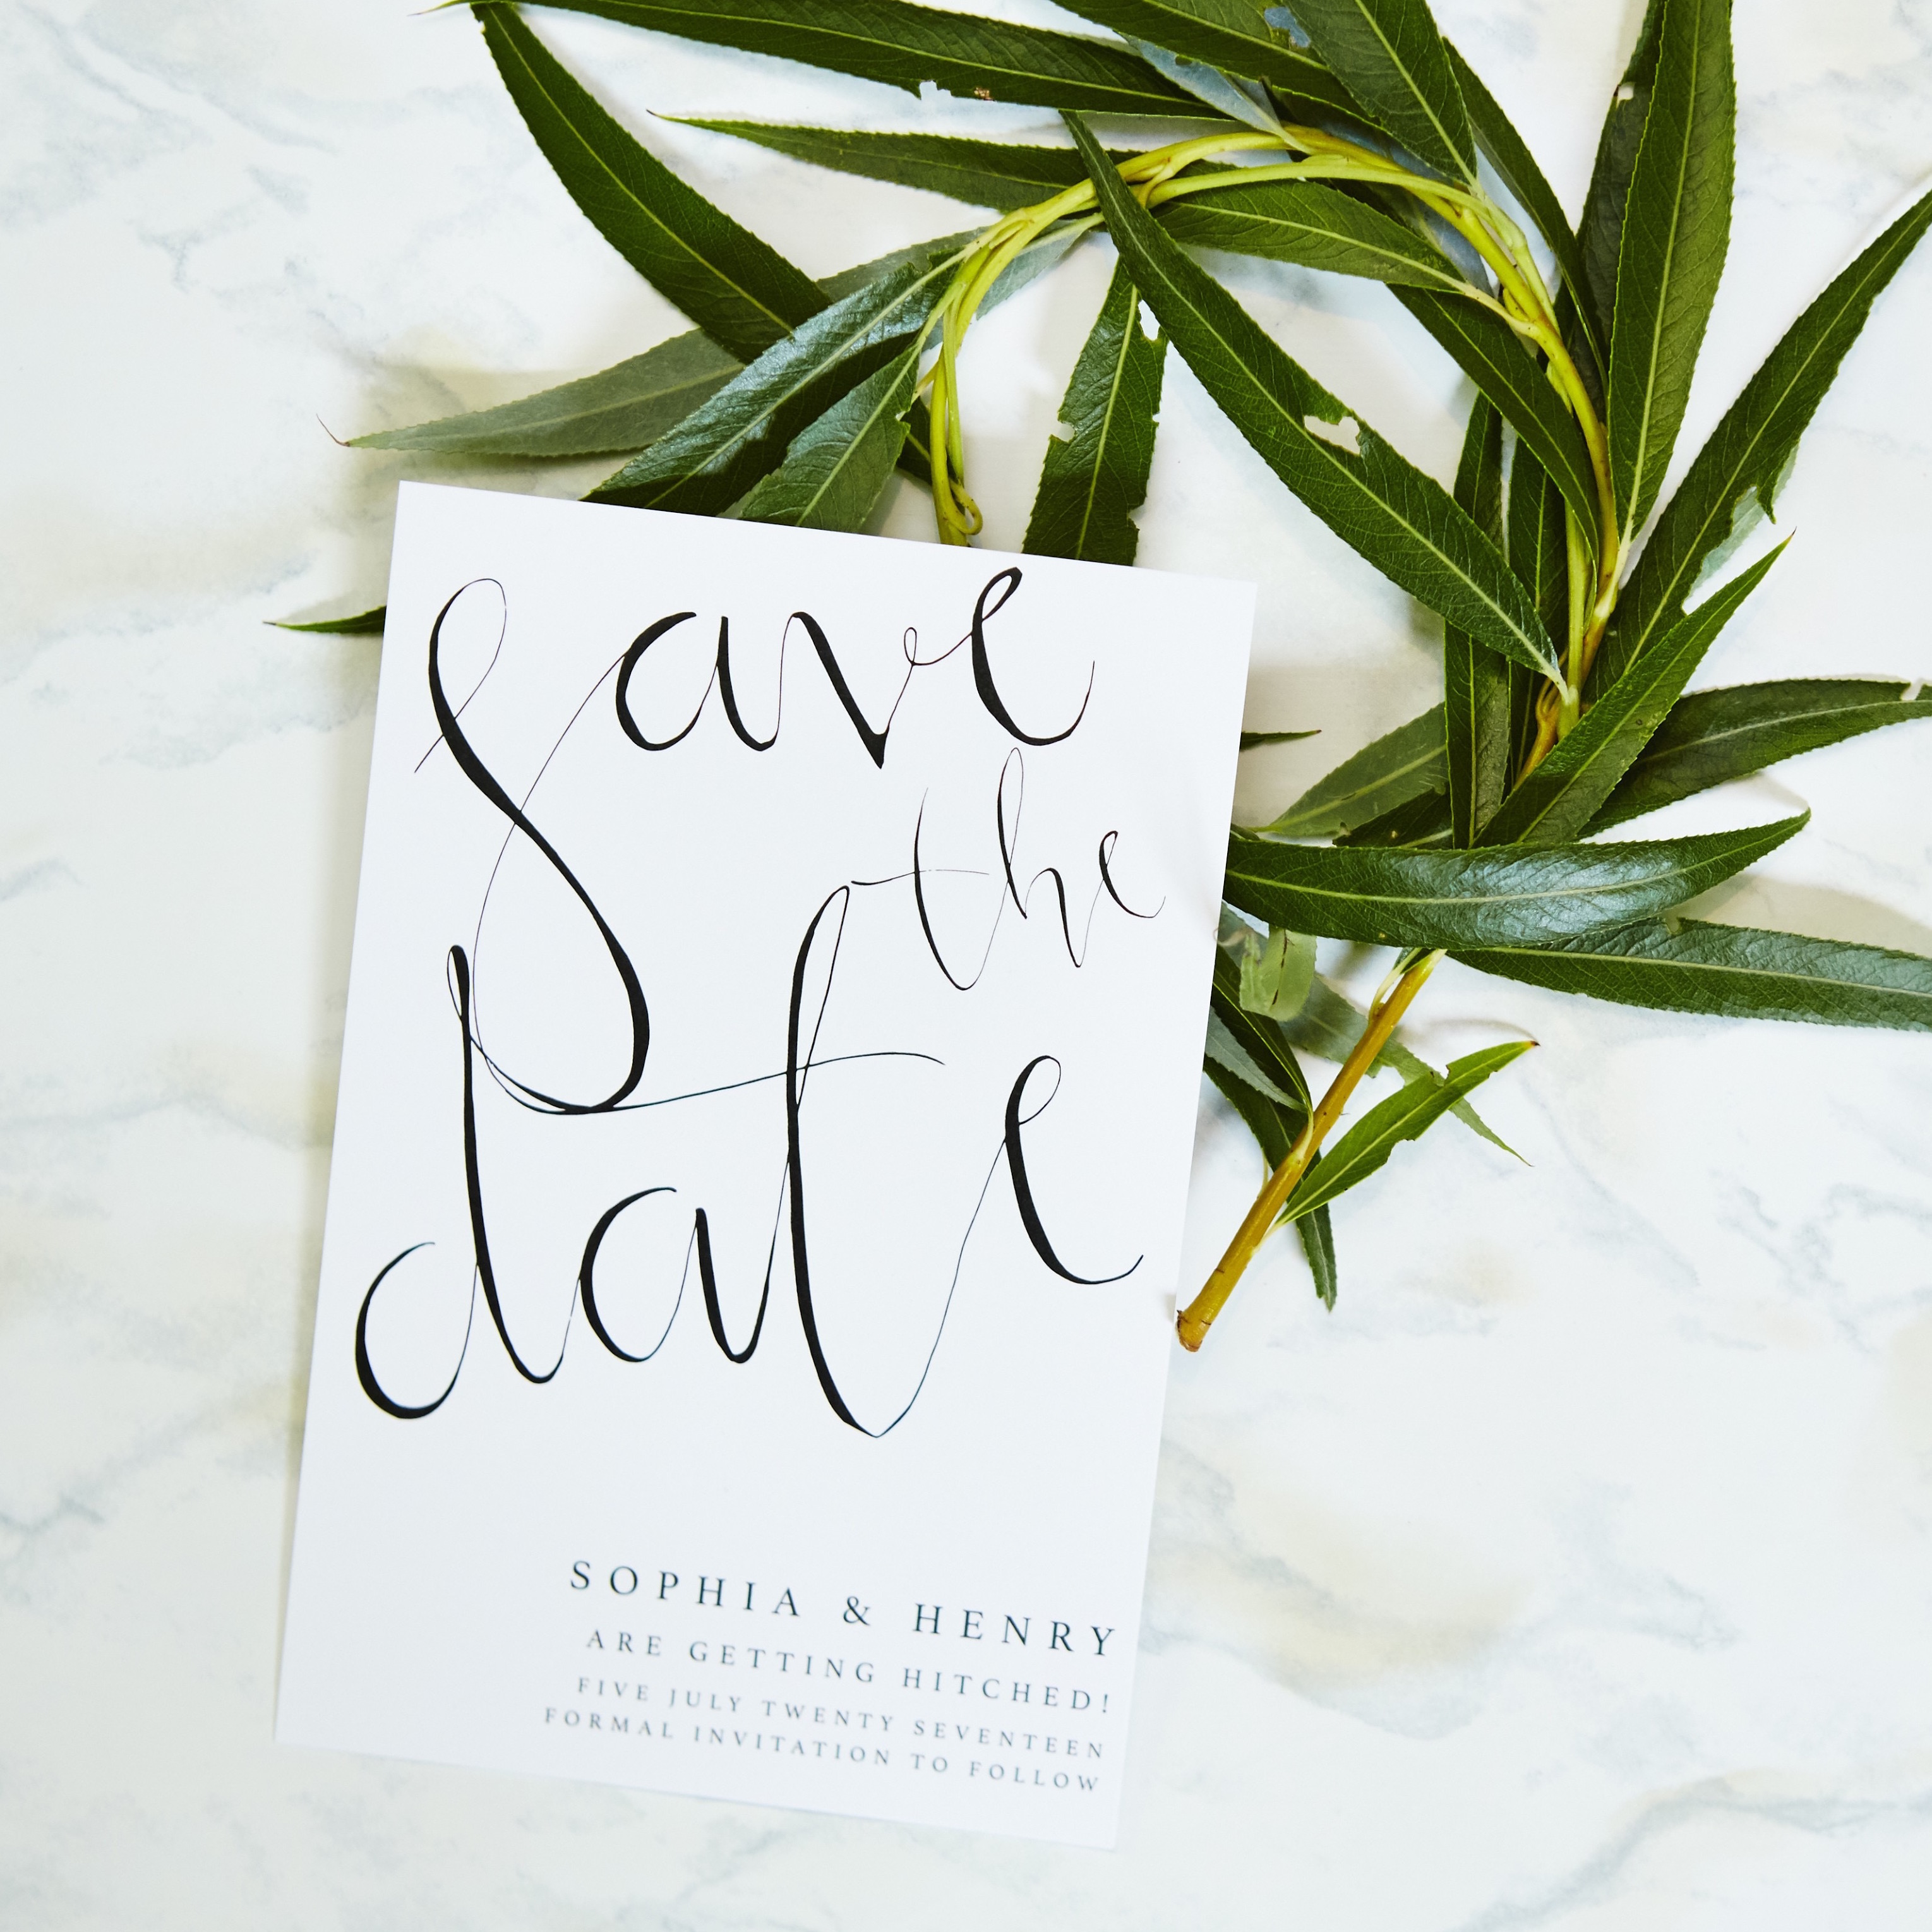 Save
the
date
SOPHIA & HENRY
ARE GETTING HITCHED!
FIVE JULY TWENTY SEVENTEEN
FORMAL INVITATION TO FOLLOW